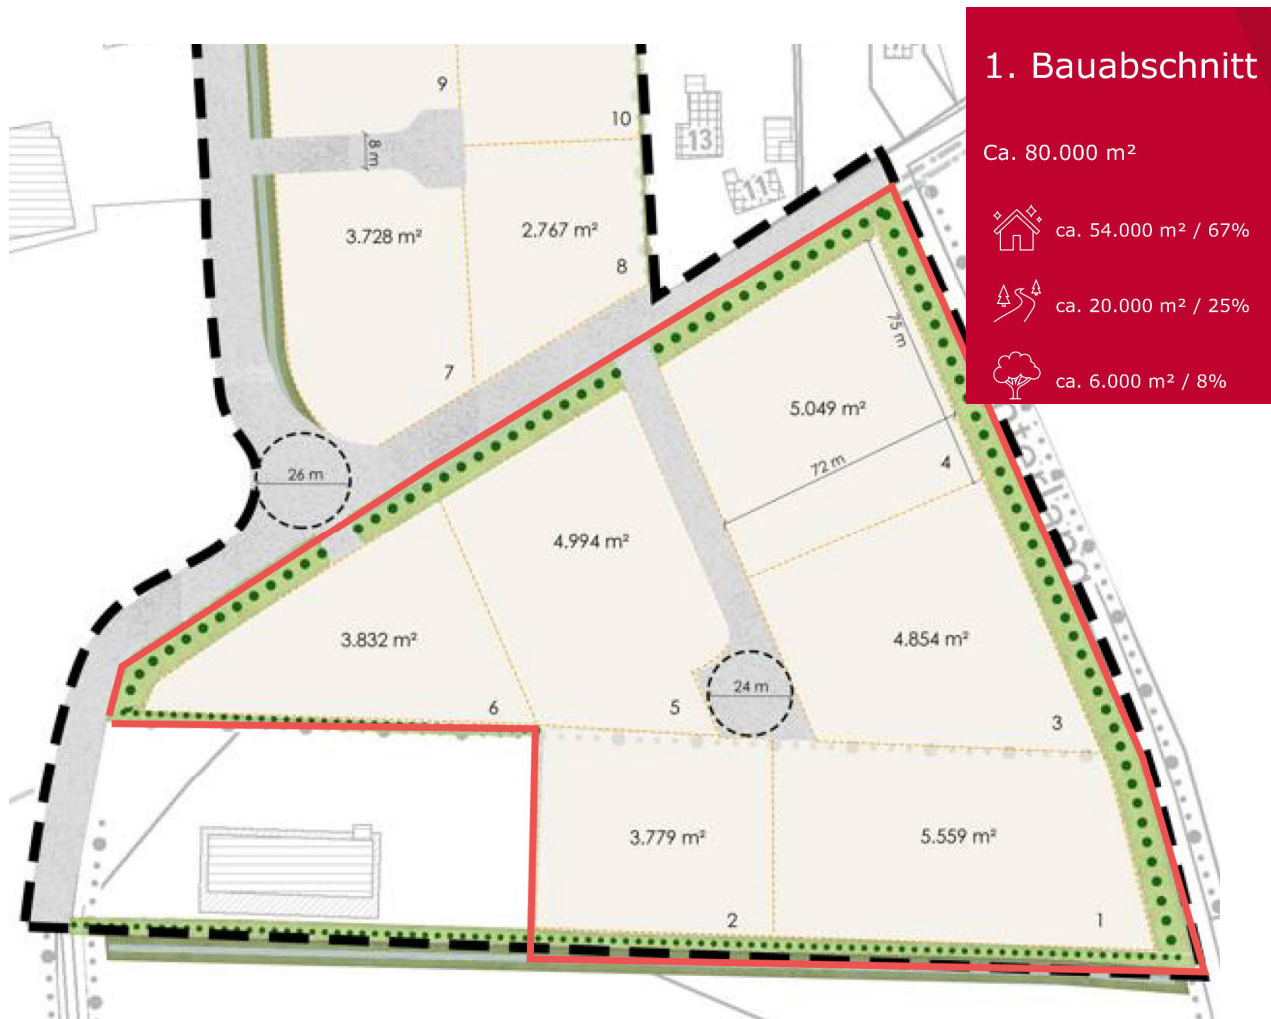 1. Bauabschnitt
Ca. 80.000 m²
ca. 54.000 m² / 67%
ca. 20.000 m² / 25%
ca. 6.000 m² / 8%
9
10
13
11
8 m
3.728 m²
2.767 m²
8
7
75 m
5.049 m²
72 m
4
26 m
4.994 m²
3.832 m²
4.854 m²
24 m
6
5
3
3.779 m²
5.559 m²
2
1